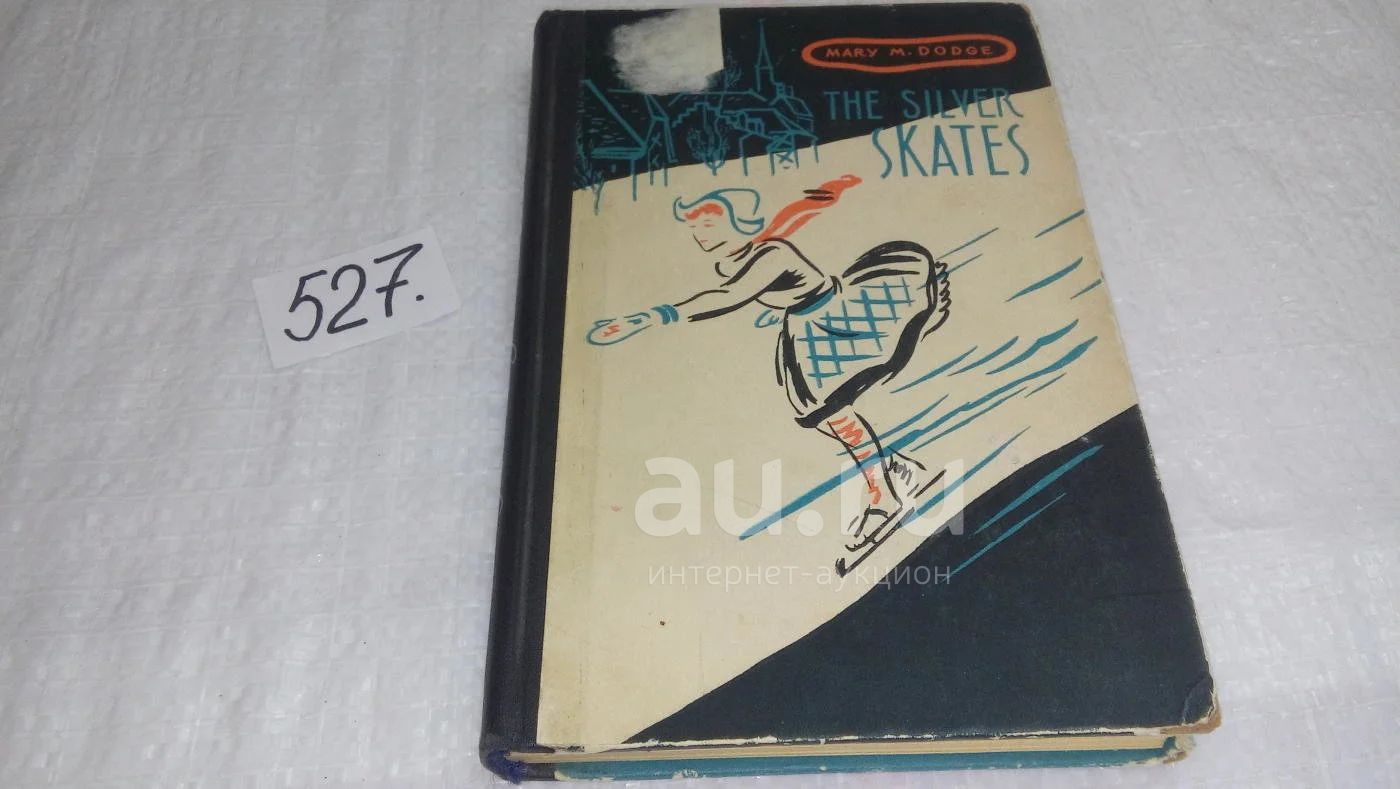 MARY M. DODGE
THE SILVER
SKATES
527.
au.ru
интернет-аукцион